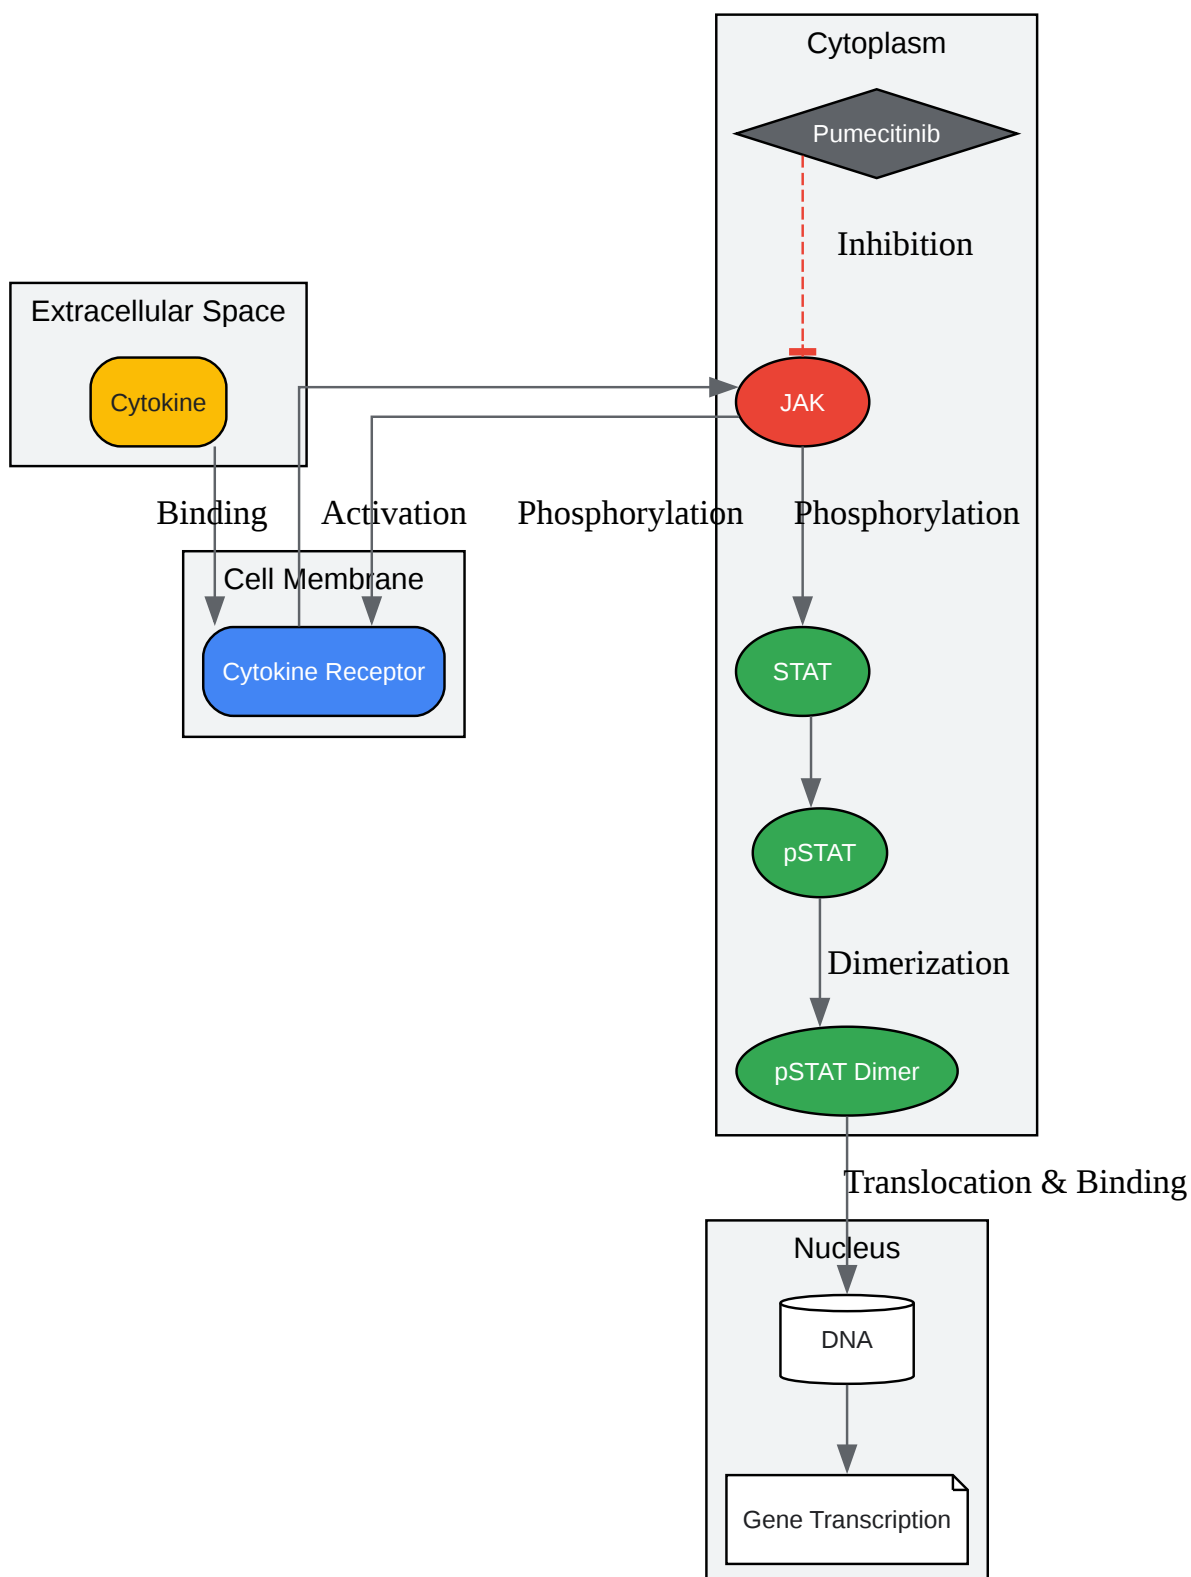 Cytoplasm
Pumecitinib
Inhibition
Extracellular Space
Cytokine
JAK
Binding
Activation
Phosphorylation
Phosphorylation
Cell Membrane
Cytokine Receptor
STAT
pSTAT
Dimerization
pSTAT Dimer
Translocation & Binding
Nucleus
DNA
Gene Transcription